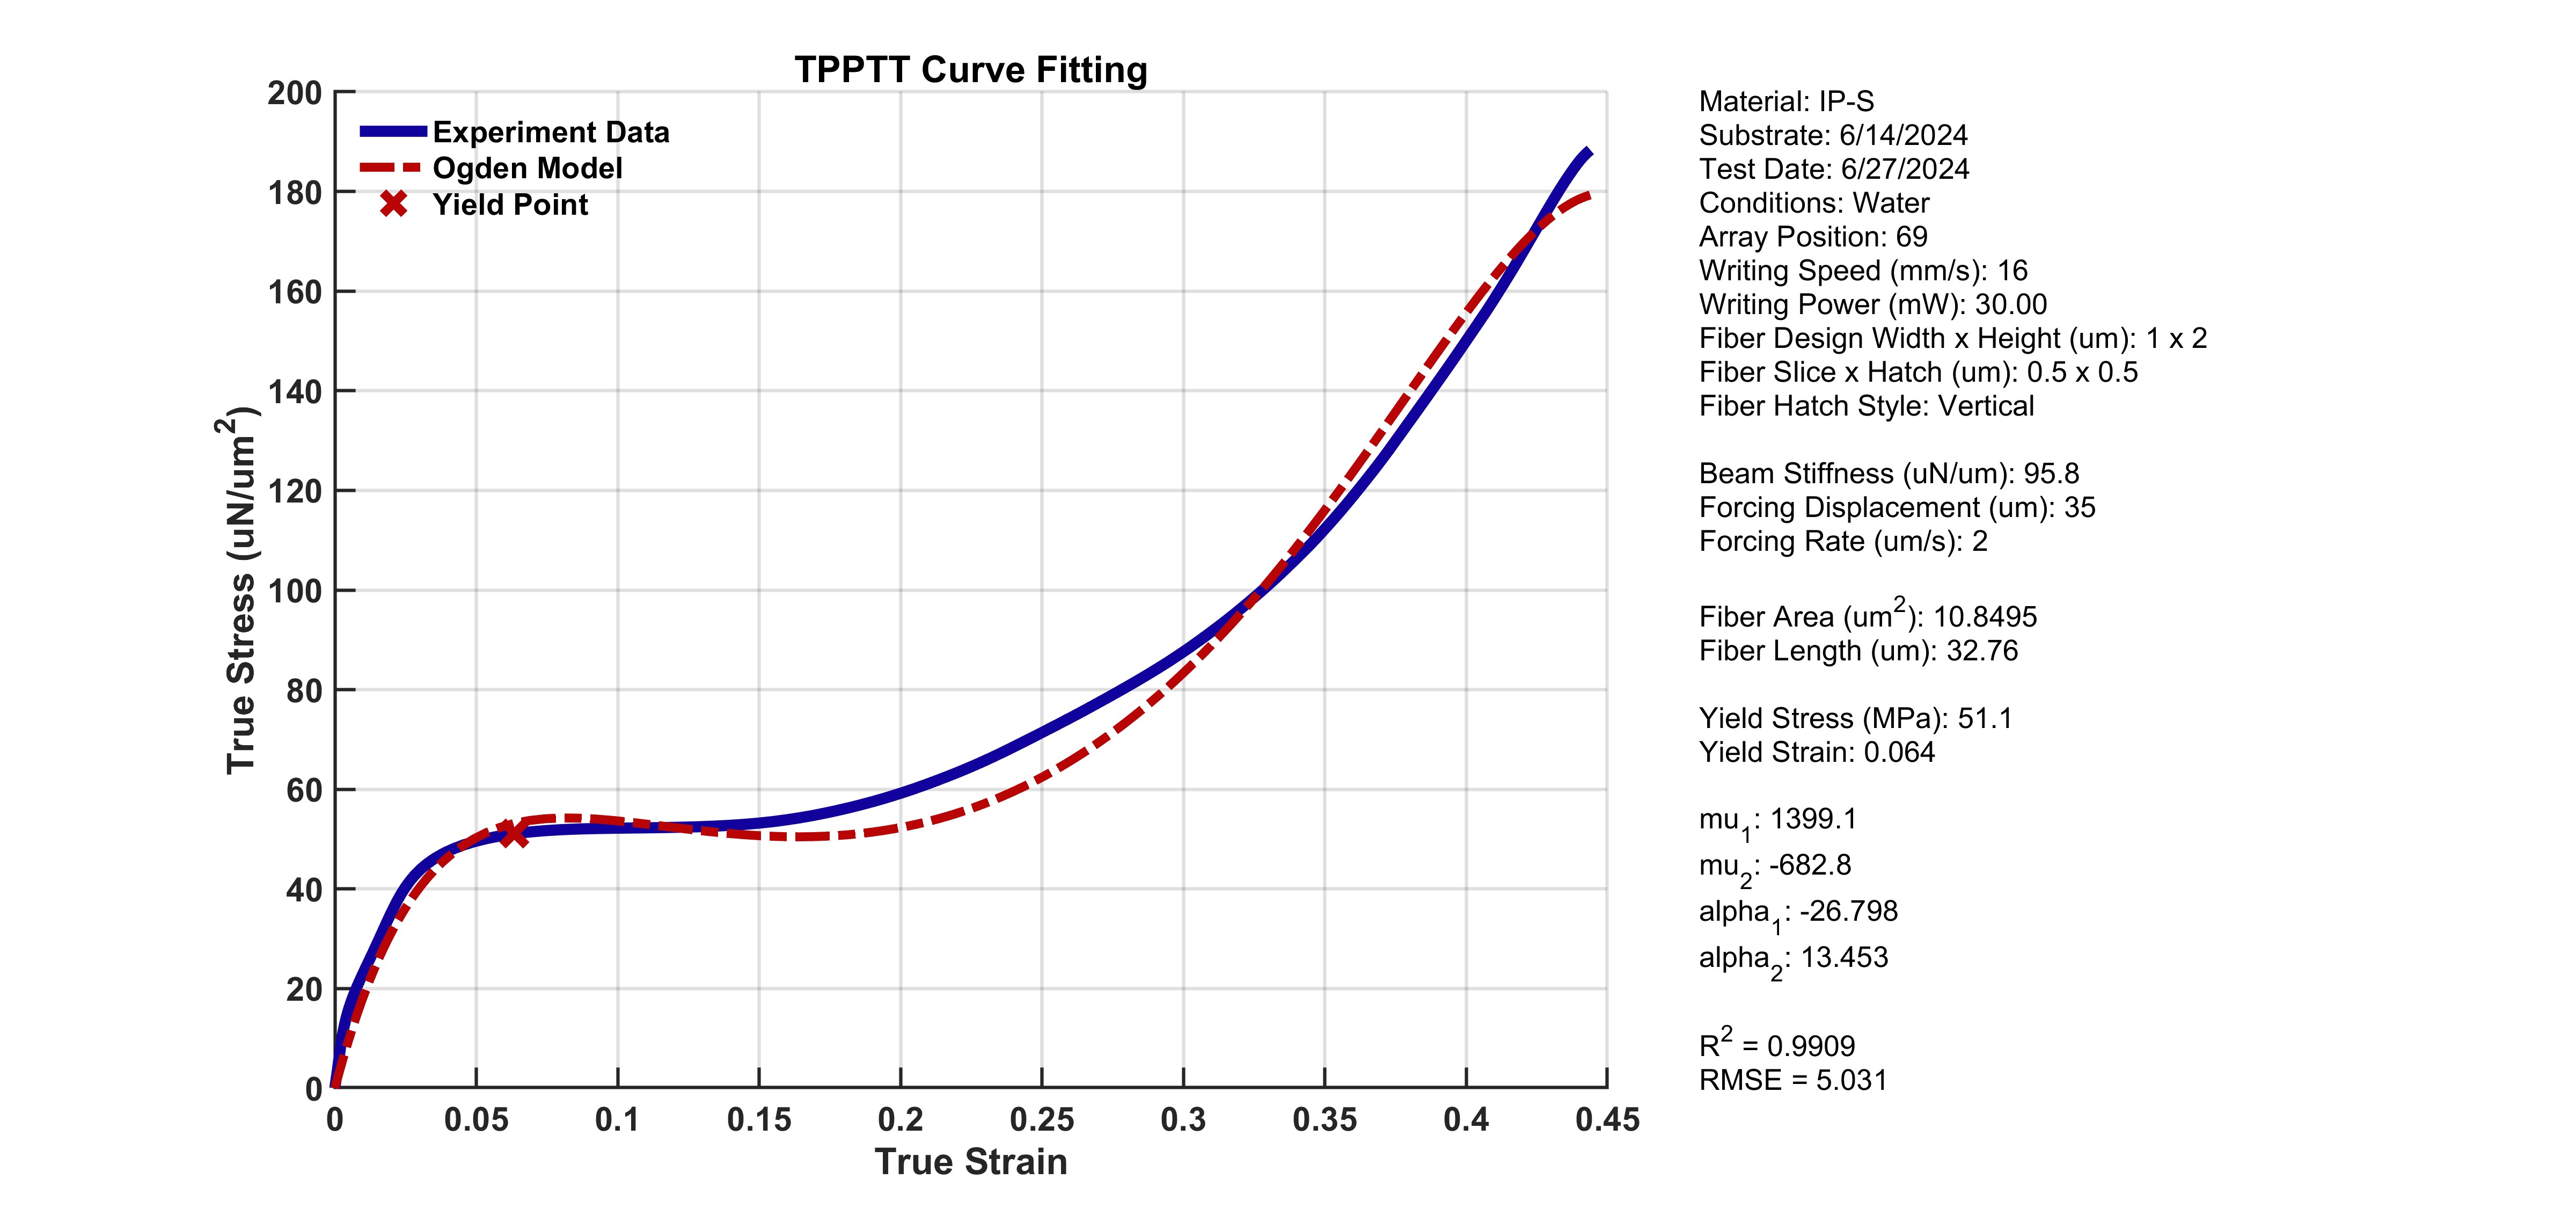 TPPTT Curve Fitting
200
180
160
140
120
100
80
60
40
20
0
True Stress (uN/um²)
Experiment Data
Ogden Model
Yield Point
0 0.05 0.1 0.15 0.2 0.25 0.3 0.35 0.4 0.45
True Strain
Material: IP-S
Substrate: 6/14/2024
Test Date: 6/27/2024
Conditions: Water
Array Position: 69
Writing Speed (mm/s): 16
Writing Power (mW): 30.00
Fiber Design Width x Height (um): 1 x 2
Fiber Slice x Hatch (um): 0.5 x 0.5
Fiber Hatch Style: Vertical
Beam Stiffness (uN/um): 95.8
Forcing Displacement (um): 35
Forcing Rate (um/s): 2
Fiber Area (um²): 10.8495
Fiber Length (um): 32.76
Yield Stress (MPa): 51.1
Yield Strain: 0.064
mu₁: 1399.1
mu₂: -682.8
alpha₁: -26.798
alpha₂: 13.453
R² = 0.9909
RMSE = 5.031